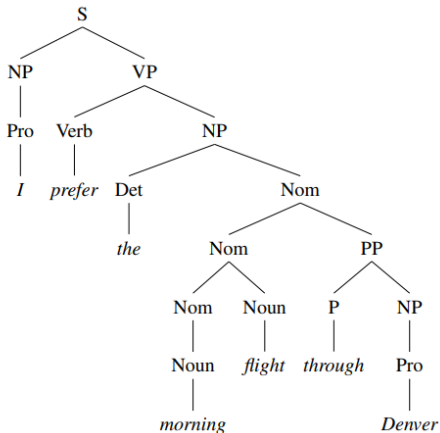 S
NP VP
Pro Verb NP
I prefer Det Nom
the Nom PP
Nom Noun P NP
Noun flight through Pro
morning Denver